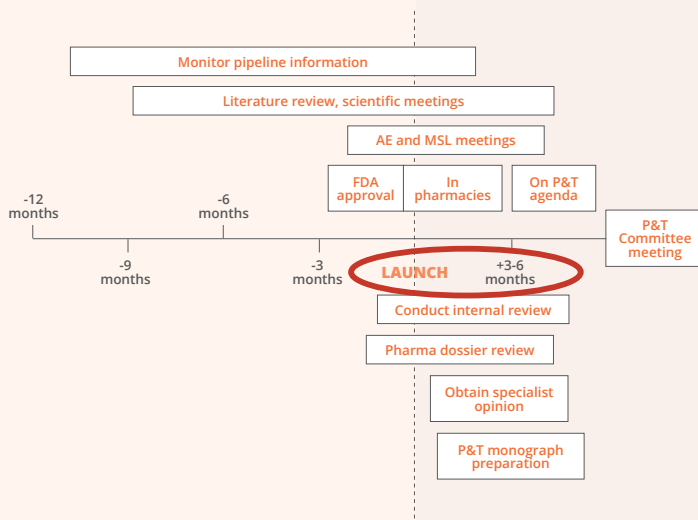 Monitor pipeline information
Literature review, scientific meetings
AE and MSL meetings
FDA
approval
In
pharmacies
On P&T
agenda
-12
months
-6
months
P&T
Committee
meeting
-9
months
-3
months
LAUNCH
+3-6
months
Conduct internal review
Pharma dossier review
Obtain specialist
opinion
P&T monograph
preparation